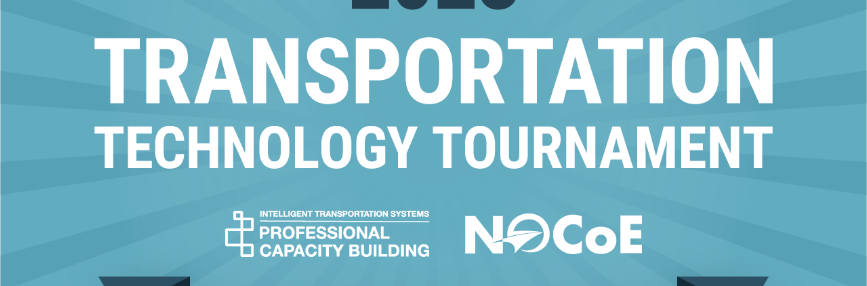 TRANSPORTATION
TECHNOLOGY TOURNAMENT
INTELLIGENT TRANSPORTATION SYSTEMS
PROFESSIONAL
CAPACITY BUILDING
NOCoE